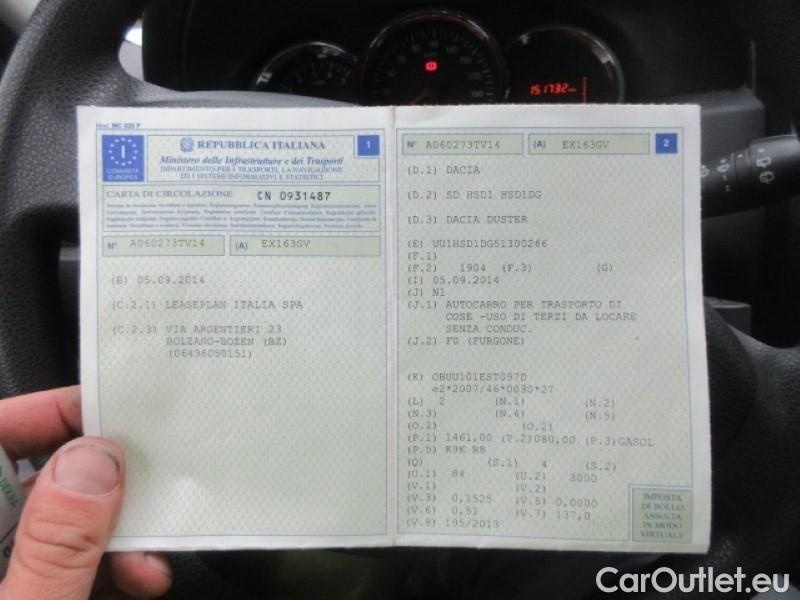 151732 km
Mod. MC 820 F
I
COMUNITÀ
EUROPEA
REPUBBLICA ITALIANA
1
Ministero delle Infrastrutture e dei Trasporti
DIPARTIMENTO PER I TRASPORTI, LA NAVIGAZIONE
ED I SISTEMI INFORMATIVI E STATISTICI
CARTA DI CIRCOLAZIONE CN 0931487
N° A060273TV14 (A) EX163GV
(B) 05.09.2014
(C.2.1) LEASEPLAN ITALIA SPA
(C.2.3) VIA ARGENTIERI 23
BOLZANO-BOZEN (BZ)
(06496050151)
N° A060273TV14 (A) EX163GV 2
(D.1) DACIA
(D.2) SD HSD1 HSD1DG
(D.3) DACIA DUSTER
(E) UU1HSD1DG51300266
(F.1)
(F.2) 1904 (F.3) (G)
(I) 05.09.2014
(J) N1
(J.1) AUTOCARRO PER TRASPORTO DI
COSE -USO DI TERZI DA LOCARE
SENZA CONDUC.
(J.2) F0 (FURGONE)
(K) OBUU101EST097D
e2*2007/46*0030*27
(L) 2 (N.1) (N.2)
(N.3) (N.4) (N.5)
(O.1) (O.2)
(P.1) 1461,00 (P.2)080,00 (P.3)GASOL
(P.5) K9K R8
(Q) (S.1) 4 (S.2)
(U.1) 84 (U.2) 3000
(V.1) (V.2)
(V.3) 0,1525 (V.5) 0,0000
(V.6) 0,51 (V.7) 137,0
(V.9) 195/2013
IMPOSTA
DI BOLLO
ASSOLTA
IN MODO
VIRTUALE
CarOutlet.eu